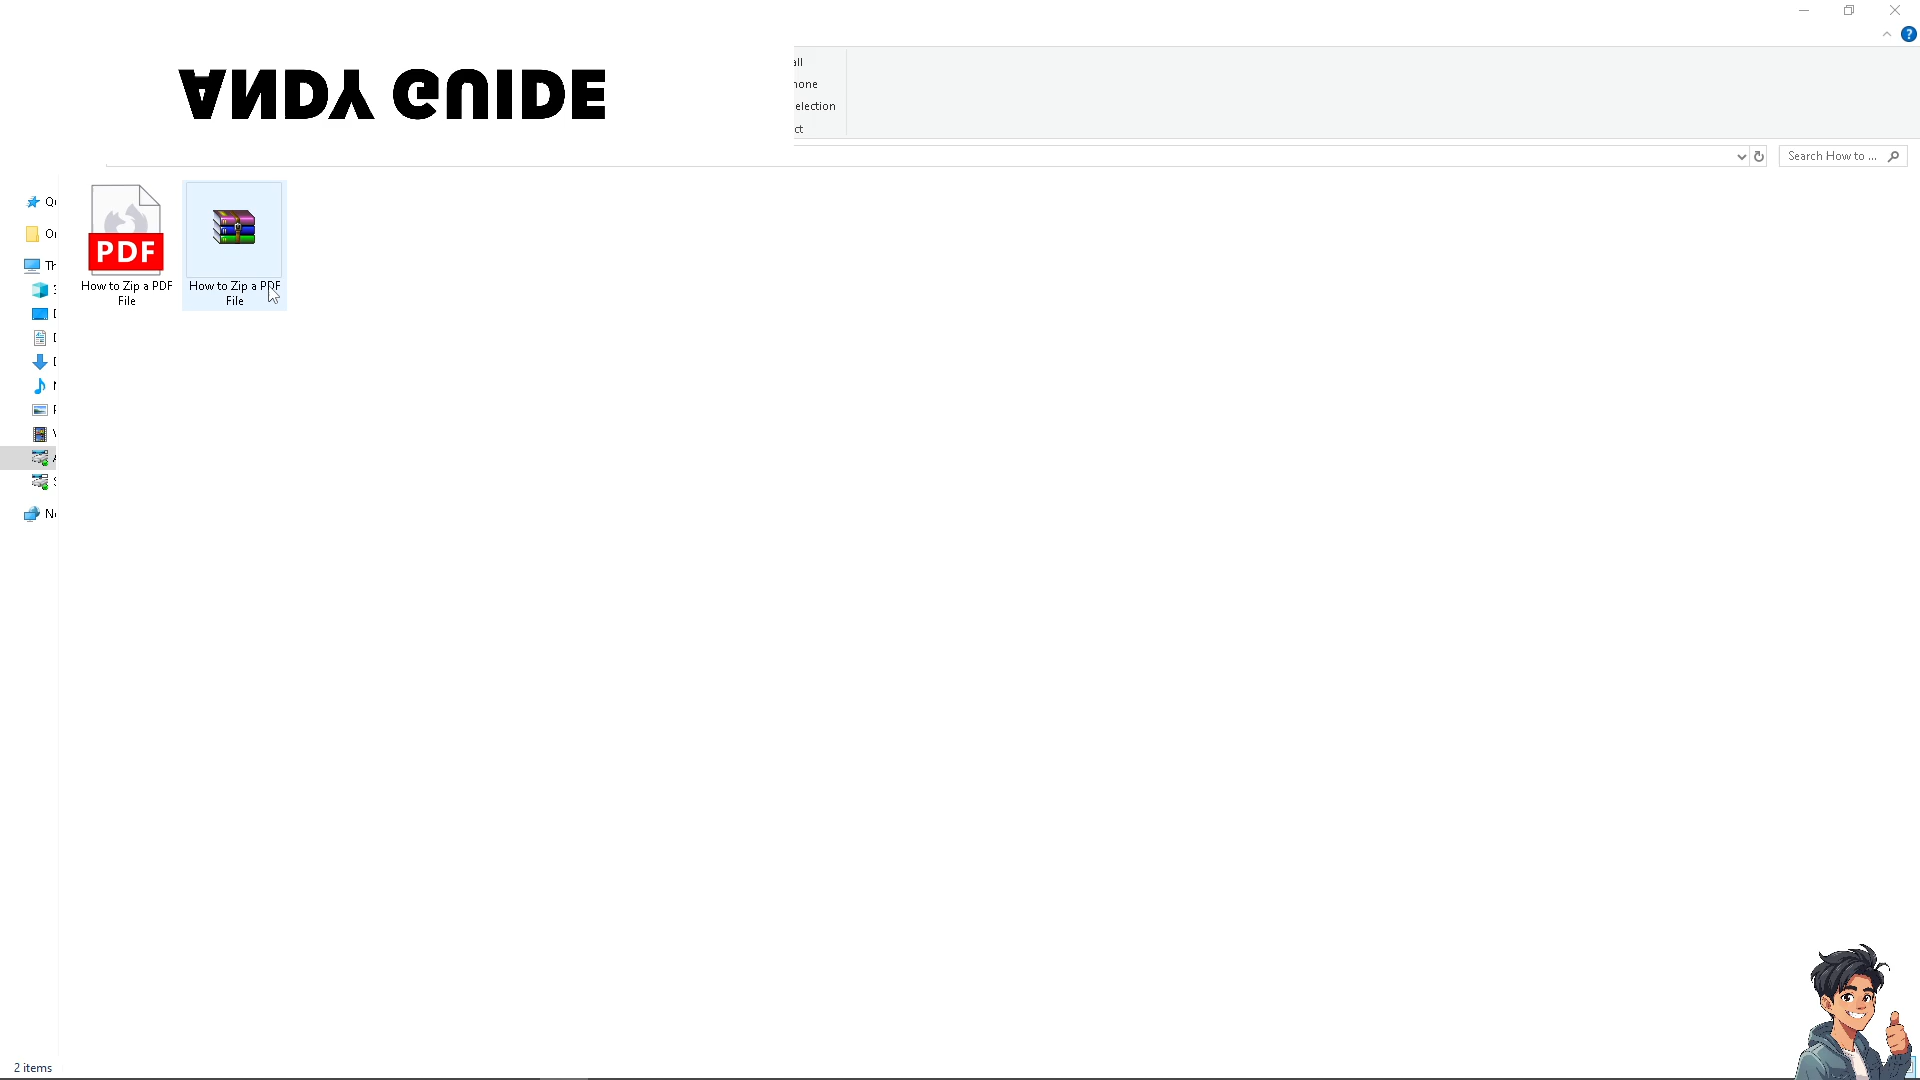 ANDY GUIDE
all
none
election
ct
Search How to ...
PDF
How to Zip a PDF
File
How to Zip a PDF
File
2 items